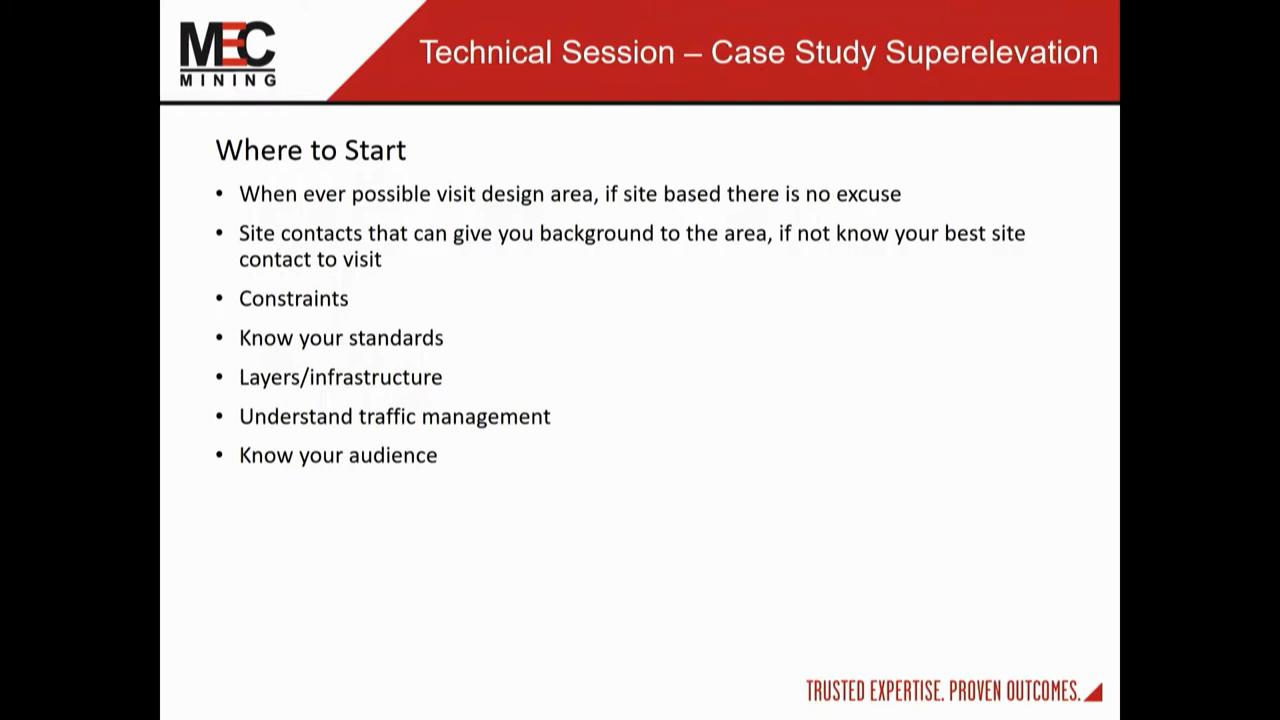 MEC
MINING
Technical Session – Case Study Superelevation
Where to Start
• When ever possible visit design area, if site based there is no excuse
• Site contacts that can give you background to the area, if not know your best site
contact to visit
• Constraints
• Know your standards
• Layers/infrastructure
• Understand traffic management
• Know your audience
TRUSTED EXPERTISE. PROVEN OUTCOMES.